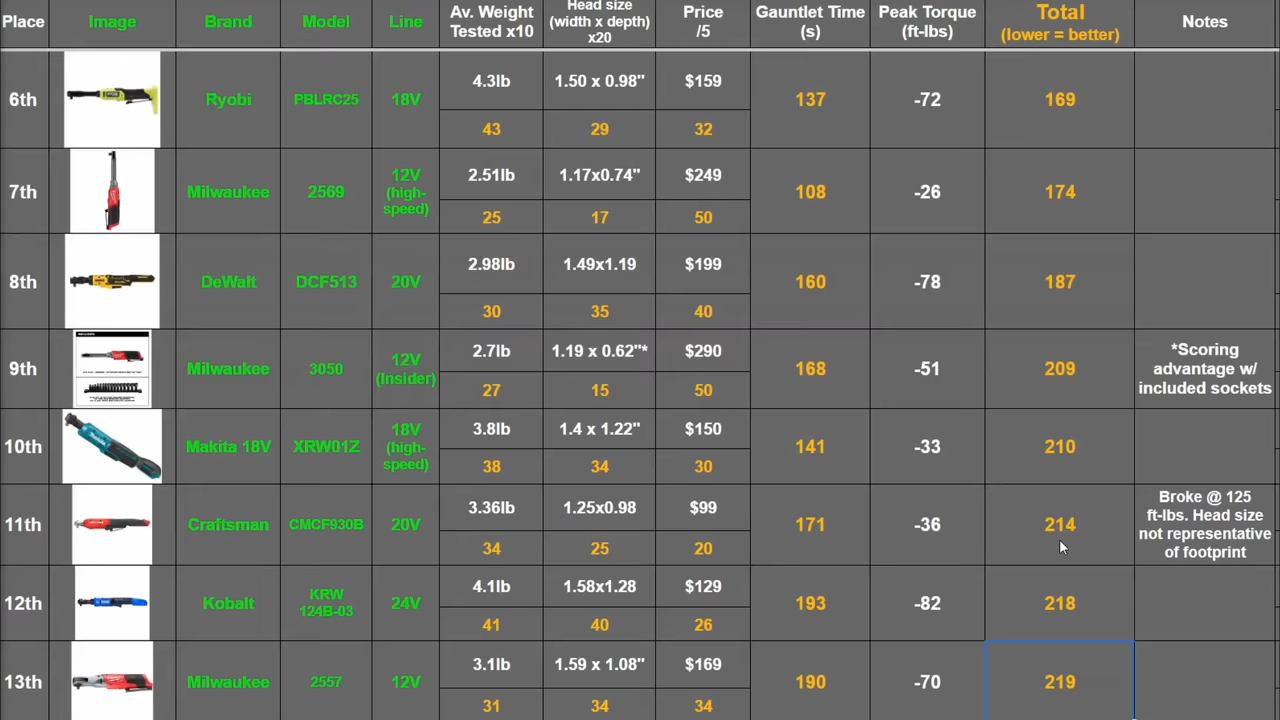 Place Image Brand Model Line Av. Weight Tested x10 Head size (width x depth) x20 Price /5 Gauntlet Time (s) Peak Torque (ft-lbs) Total (lower = better) Notes
6th Ryobi PBLRC25 18V 4.3lb 1.50 x 0.98" $159 137 -72 169
43 29 32
7th Milwaukee 2569 12V (high-speed) 2.51lb 1.17x0.74" $249 108 -26 174
25 17 50
8th DeWalt DCF513 20V 2.98lb 1.49x1.19 $199 160 -78 187
30 35 40
9th Milwaukee 3050 12V (Insider) 2.7lb 1.19 x 0.62"* $290 168 -51 209 *Scoring advantage w/ included sockets
27 15 50
10th Makita 18V XRW01Z 18V (high-speed) 3.8lb 1.4 x 1.22" $150 141 -33 210
38 34 30
11th Craftsman CMCF930B 20V 3.36lb 1.25x0.98 $99 171 -36 214 Broke @ 125 ft-lbs. Head size not representative of footprint
34 25 20
12th Kobalt KRW 124B-03 24V 4.1lb 1.58x1.28 $129 193 -82 218
41 40 26
13th Milwaukee 2557 12V 3.1lb 1.59 x 1.08" $169 190 -70 219
31 34 34